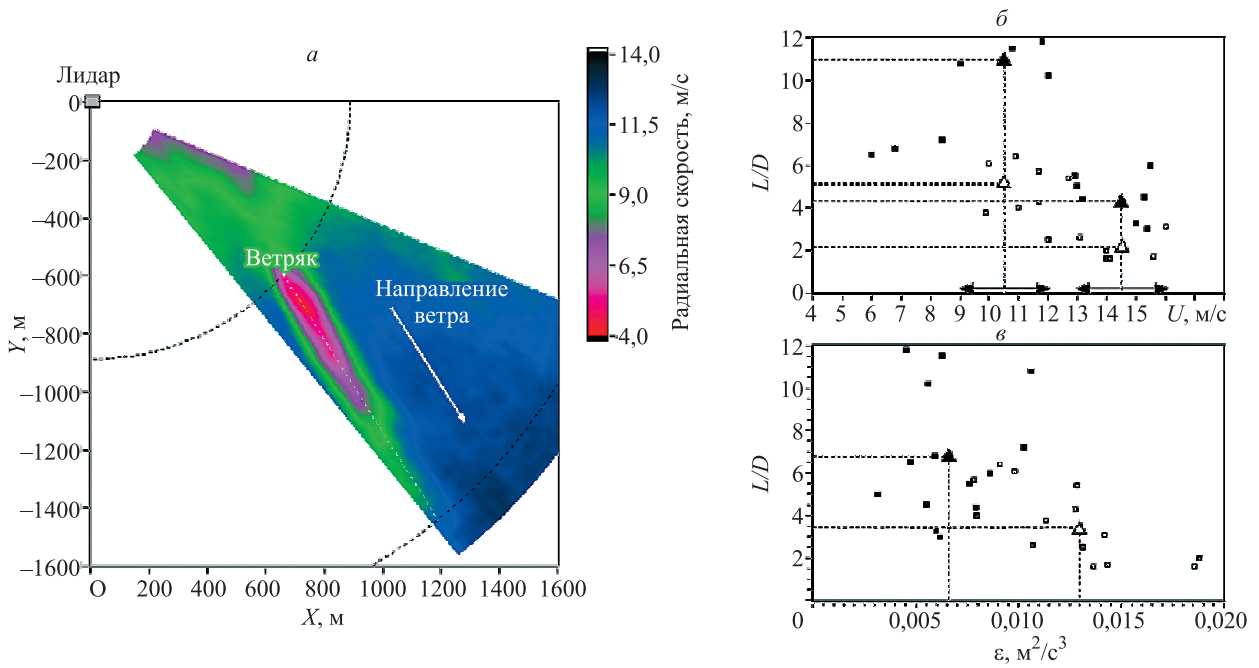 а
Лидар
0
–200
–400
–600
–800
–1000
–1200
–1400
–1600
Y, м
Ветряк
Направление
ветра
О 200 400 600 800 1000 1200 1400 1600
X, м
14,0
11,5
9,0
6,5
4,0
Радиальная скорость, м/с
б
12
10
8
6
4
2
0
L/D
4 5 6 7 8 9 10 11 12 13 14 15 U, м/с
в
12
10
8
6
4
2
0
L/D
0,005 0,010 0,015 0,020
ε, м²/с³